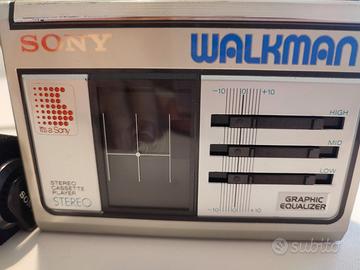 SONY
WALKMAN
It's a Sony
-10 0 +10
HIGH
MID
LOW
-10 0 +10
STEREO
CASSETTE
PLAYER
STEREO
GRAPHIC
EQUALIZER
SO
subito